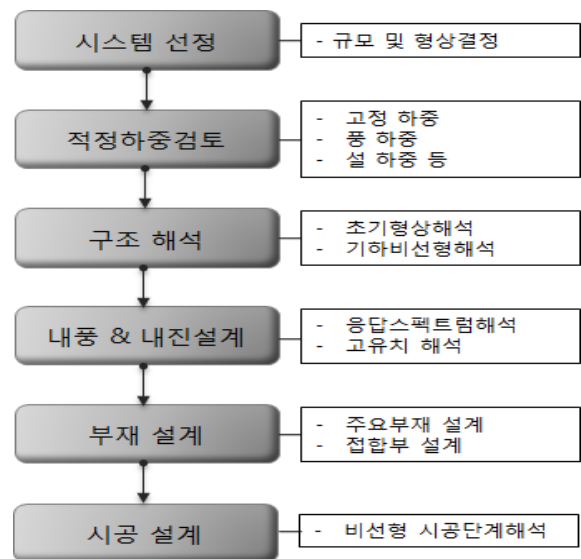 시스템 선정
- 규모 및 형상결정
적정하중검토
- 고정 하중
- 풍 하중
- 설 하중 등
구조 해석
- 초기형상해석
- 기하비선형해석
내풍 & 내진설계
- 응답스펙트럼해석
- 고유치 해석
부재 설계
- 주요부재 설계
- 접합부 설계
시공 설계
- 비선형 시공단계해석